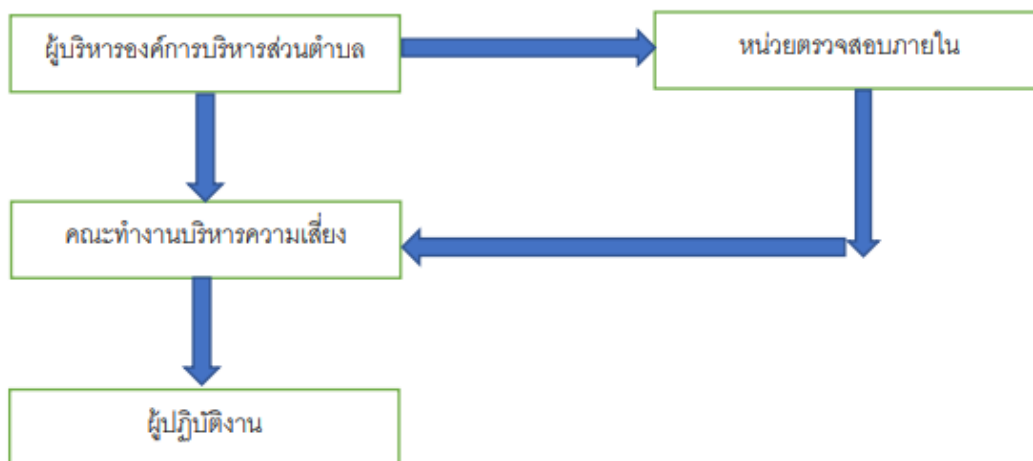 ผู้บริหารองค์การบริหารส่วนตำบล
หน่วยตรวจสอบภายใน
คณะทำงานบริหารความเสี่ยง
ผู้ปฏิบัติงาน